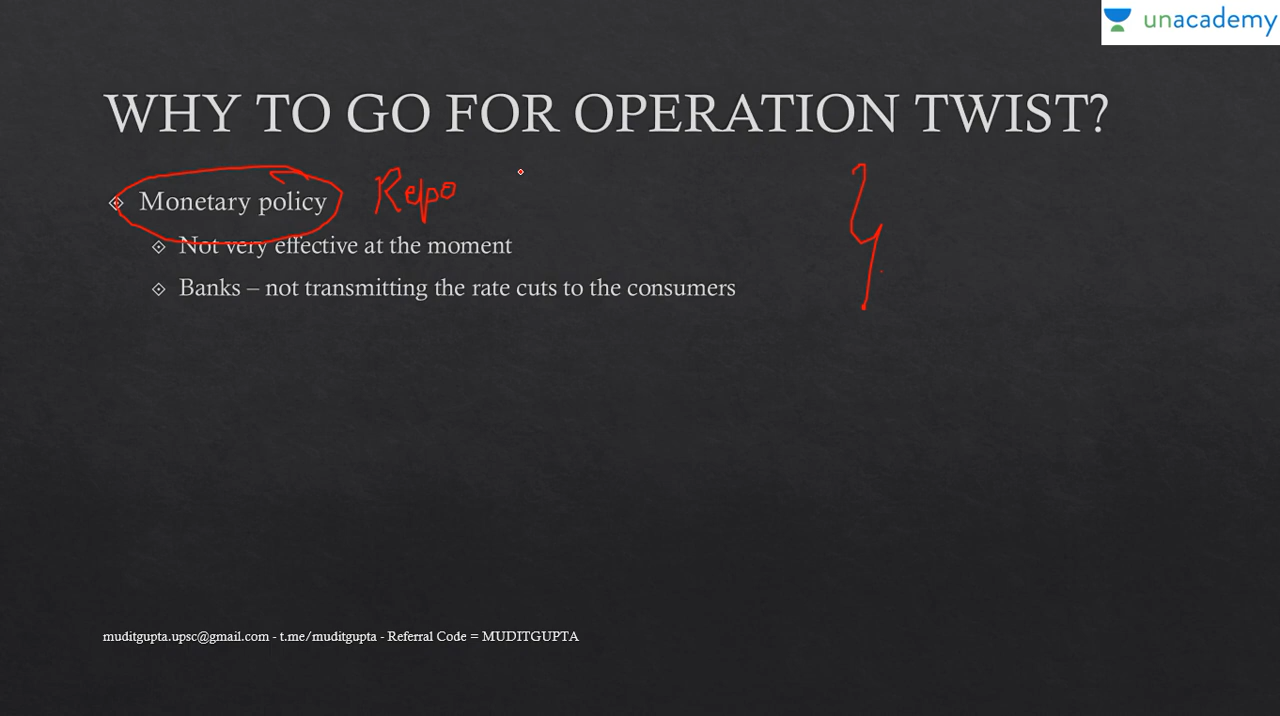 unacademy
WHY TO GO FOR OPERATION TWIST?
Monetary policy Repo
Not very effective at the moment
Banks – not transmitting the rate cuts to the consumers
muditgupta.upsc@gmail.com - t.me/muditgupta - Referral Code = MUDITGUPTA